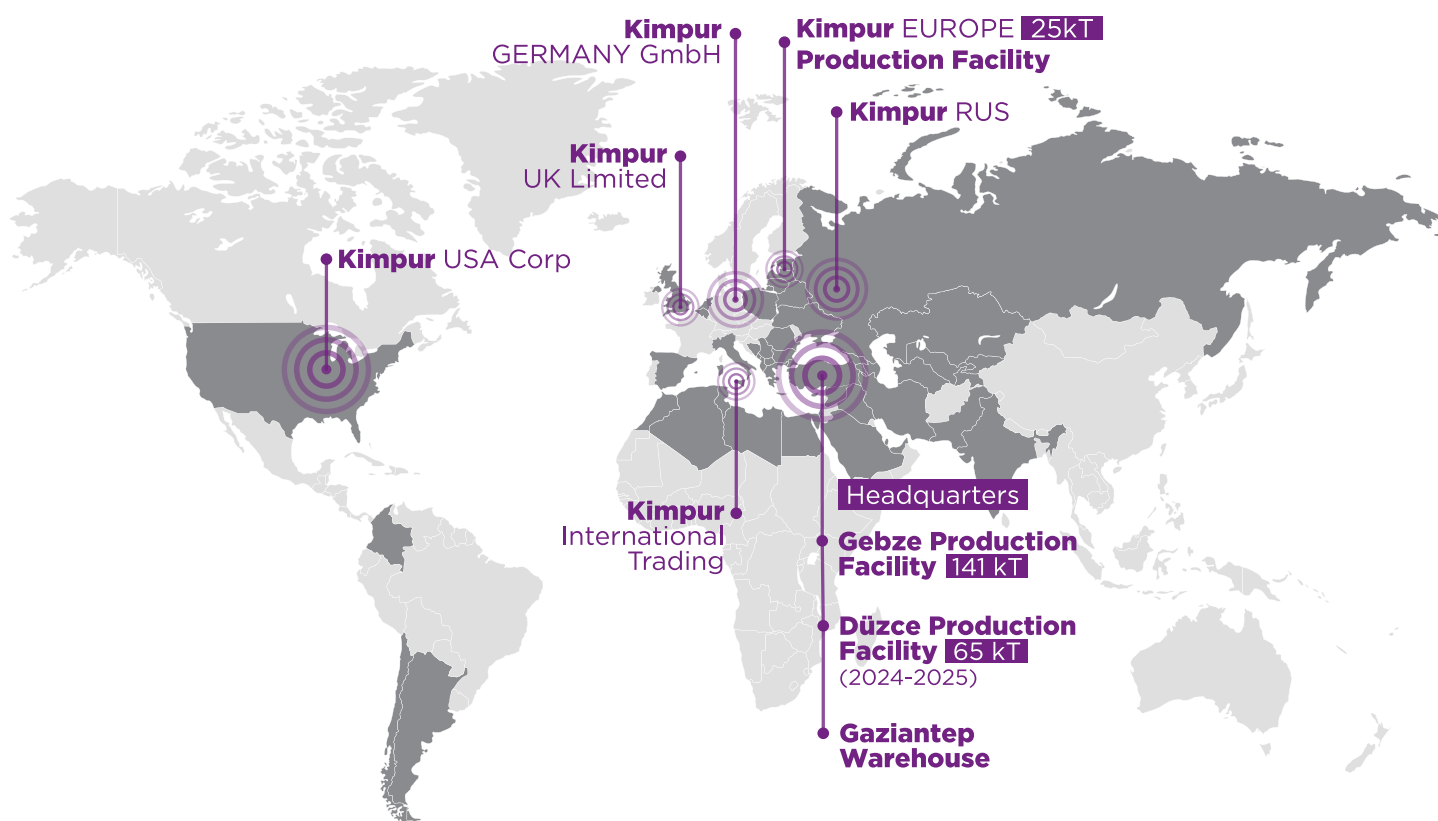 Kimpur
GERMANY GmbH
Kimpur EUROPE 25kT
Production Facility
Kimpur RUS
Kimpur
UK Limited
Kimpur USA Corp
Kimpur
International
Trading
Headquarters
Gebze Production
Facility 141 kT
Düzce Production
Facility 65 kT
(2024-2025)
Gaziantep
Warehouse